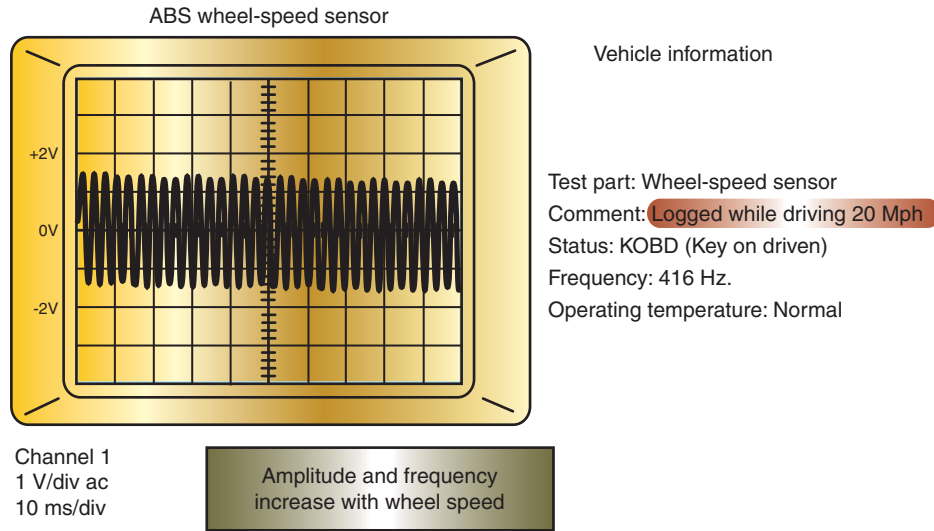 ABS wheel-speed sensor
+2V
0V
-2V
Channel 1
1 V/div ac
10 ms/div
Amplitude and frequency
increase with wheel speed
Vehicle information
Test part: Wheel-speed sensor
Comment: Logged while driving 20 Mph
Status: KOBD (Key on driven)
Frequency: 416 Hz.
Operating temperature: Normal